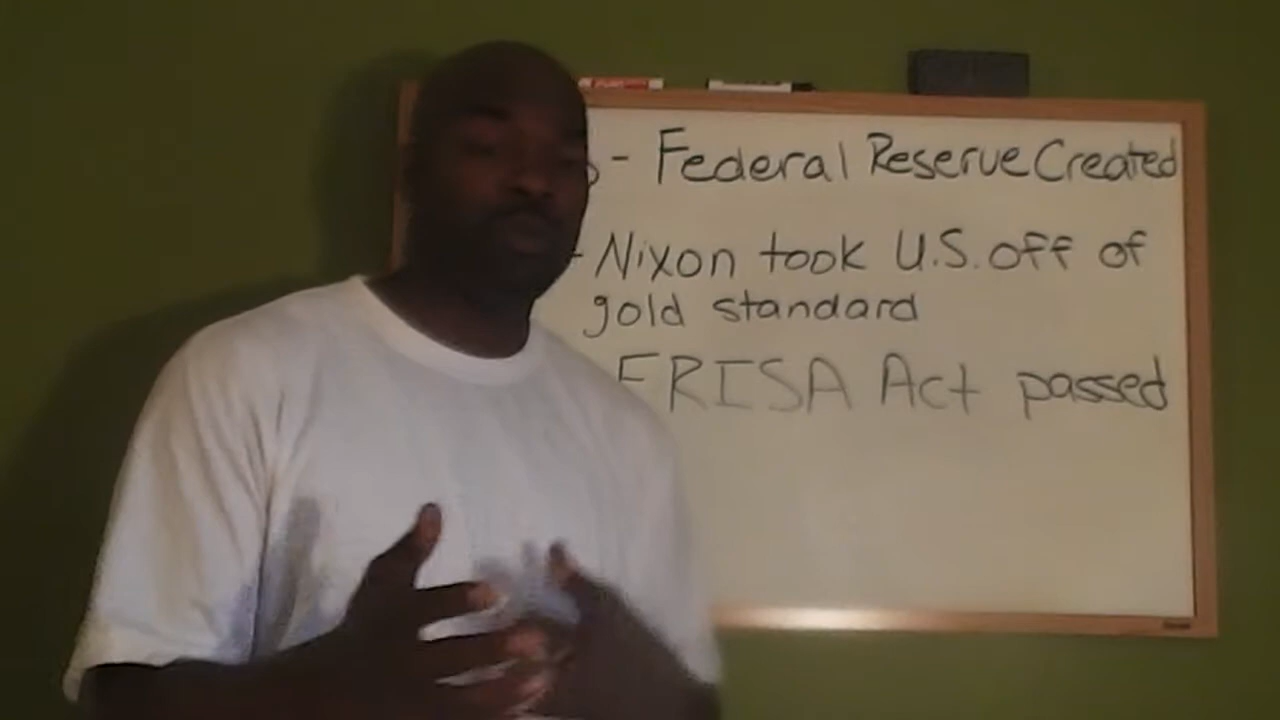 - Federal Reserve Created
- Nixon took U.S. off of
gold standard
ERISA Act passed